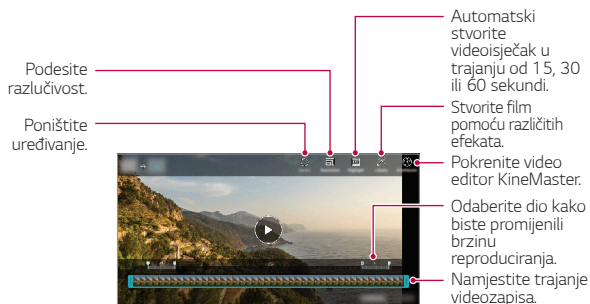 Podesite
razlučivost.
Poništite
uređivanje.
Automatski
stvorite
videoisječak u
trajanju od 15, 30
ili 60 sekundi.
Stvorite film
pomoću različitih
efekata.
Pokrenite video
editor KineMaster.
Odaberite dio kako
biste promijenili
brzinu
reproduciranja.
Namjestite trajanje
videozapisa.